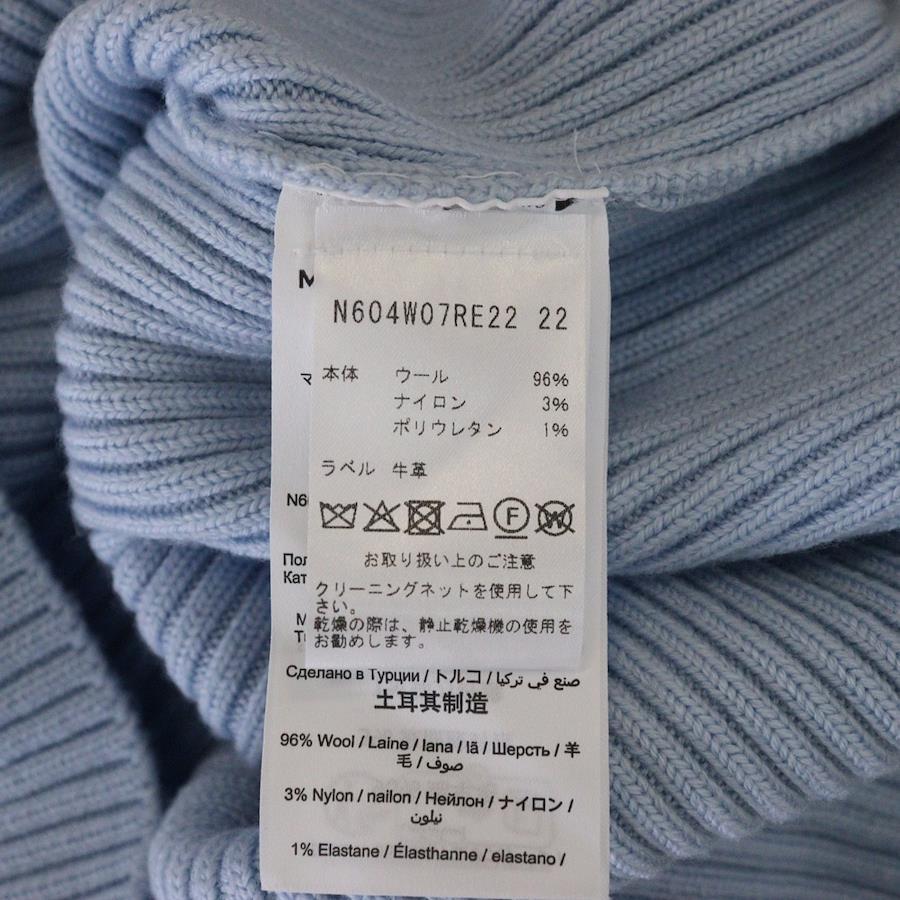 N604W07RE22 22
本体 ウール 96%
ナイロン 3%
ポリウレタン 1%
ラベル 牛革
F W
お取り扱い上のご注意
クリーニングネットを使用して下
さい。
乾燥の際は、静止乾燥機の使用を
お勧めします。
Сделано в Турции / トルコ / صنع في تركيا
土耳其制造
96% Wool / Laine / lana / lã / Шерсть / 羊
毛 / صوف
3% Nylon / nailon / Нейлон / ナイロン /
نيلون
1% Elastane / Élasthanne / elastano /